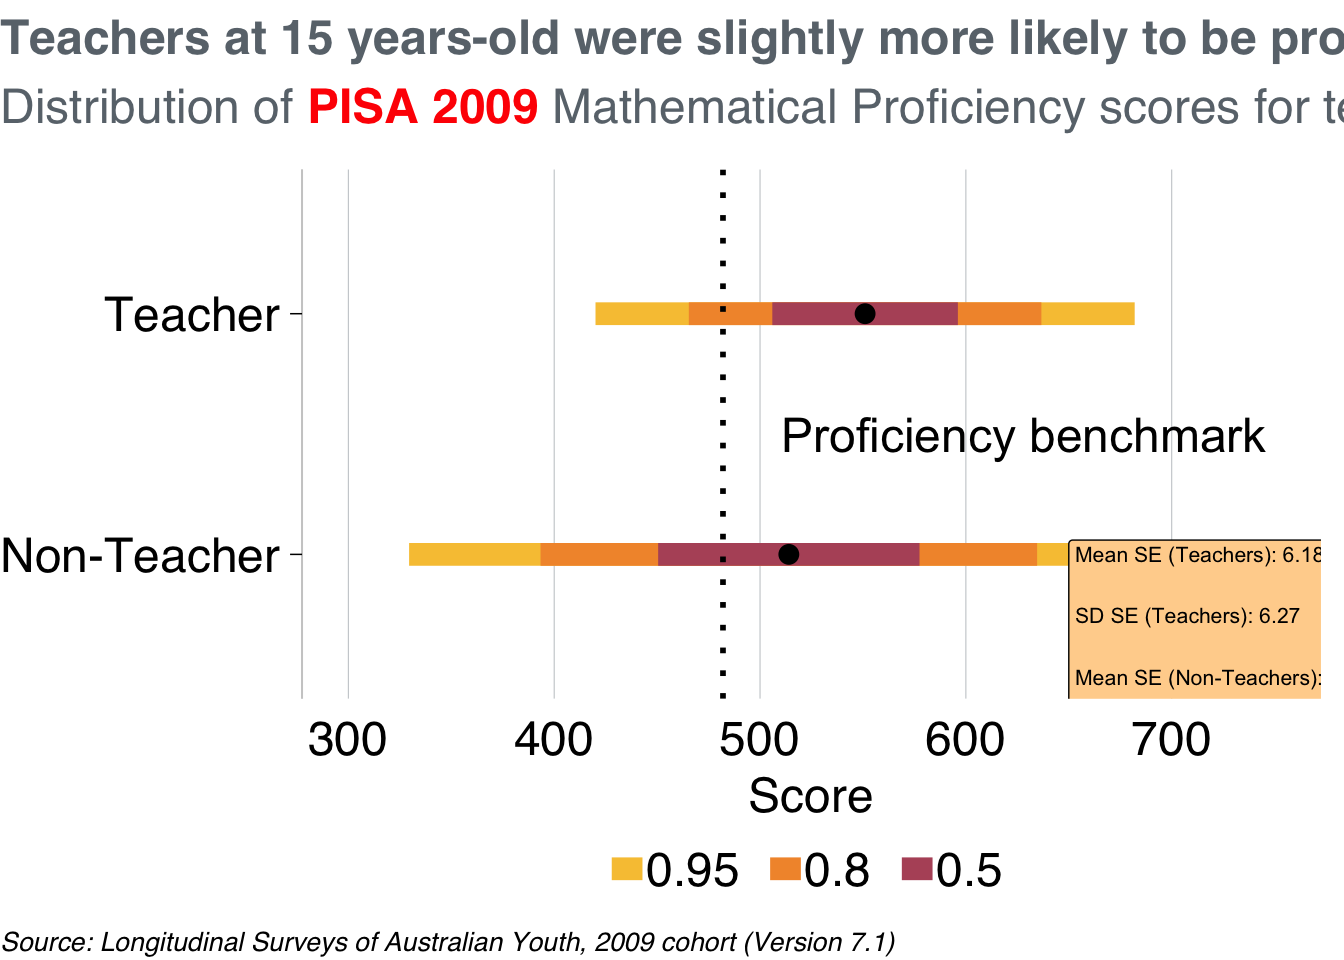 Teachers at 15 years-old were slightly more likely to be pro
Distribution of PISA 2009 Mathematical Proficiency scores for te
Teacher
Proficiency benchmark
Non-Teacher
Mean SE (Teachers): 6.18
SD SE (Teachers): 6.27
Mean SE (Non-Teachers):
300 400 500 600 700
Score
0.95 0.8 0.5
Source: Longitudinal Surveys of Australian Youth, 2009 cohort (Version 7.1)